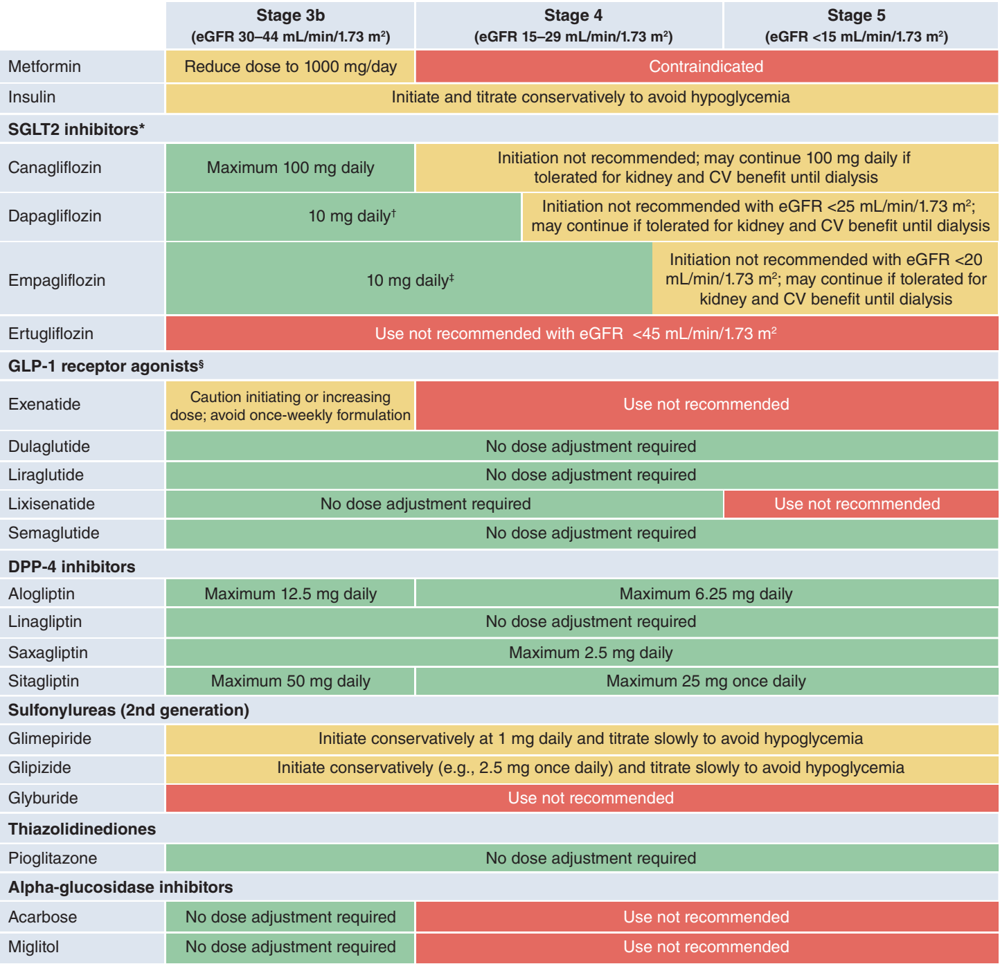 Stage 3b
(eGFR 30–44 mL/min/1.73 m²)
Stage 4
(eGFR 15–29 mL/min/1.73 m²)
Stage 5
(eGFR <15 mL/min/1.73 m²)
Metformin
Reduce dose to 1000 mg/day
Contraindicated
Insulin
Initiate and titrate conservatively to avoid hypoglycemia
SGLT2 inhibitors*
Canagliflozin
Maximum 100 mg daily
Initiation not recommended; may continue 100 mg daily if
tolerated for kidney and CV benefit until dialysis
Dapagliflozin
10 mg daily†
Initiation not recommended with eGFR <25 mL/min/1.73 m²;
may continue if tolerated for kidney and CV benefit until dialysis
Empagliflozin
10 mg daily‡
Initiation not recommended with eGFR <20
mL/min/1.73 m²; may continue if tolerated for
kidney and CV benefit until dialysis
Ertugliflozin
Use not recommended with eGFR <45 mL/min/1.73 m²
GLP-1 receptor agonists§
Exenatide
Caution initiating or increasing
dose; avoid once-weekly formulation
Use not recommended
Dulaglutide
No dose adjustment required
Liraglutide
No dose adjustment required
Lixisenatide
No dose adjustment required
Use not recommended
Semaglutide
No dose adjustment required
DPP-4 inhibitors
Alogliptin
Maximum 12.5 mg daily
Maximum 6.25 mg daily
Linagliptin
No dose adjustment required
Saxagliptin
Maximum 2.5 mg daily
Sitagliptin
Maximum 50 mg daily
Maximum 25 mg once daily
Sulfonylureas (2nd generation)
Glimepiride
Initiate conservatively at 1 mg daily and titrate slowly to avoid hypoglycemia
Glipizide
Initiate conservatively (e.g., 2.5 mg once daily) and titrate slowly to avoid hypoglycemia
Glyburide
Use not recommended
Thiazolidinediones
Pioglitazone
No dose adjustment required
Alpha-glucosidase inhibitors
Acarbose
No dose adjustment required
Use not recommended
Miglitol
No dose adjustment required
Use not recommended